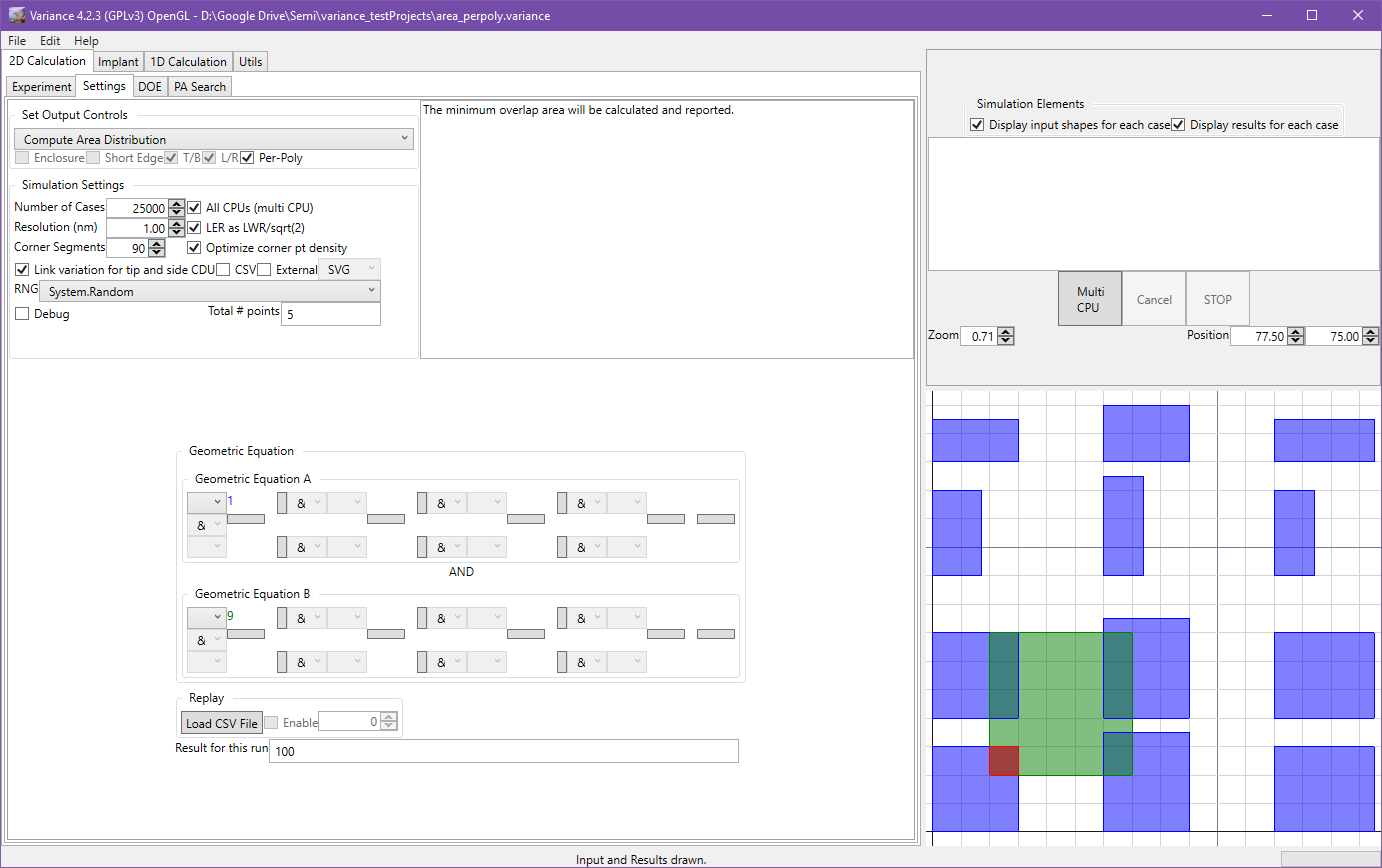 Variance 4.2.3 (GPLv3) OpenGL - D:\Google Drive\Semi\variance_testProjects\area_perpoly.variance
File Edit Help
2D Calculation Implant 1D Calculation Utils
Experiment Settings DOE PA Search
Set Output Controls
Compute Area Distribution
Enclosure Short Edge T/B L/R Per-Poly
The minimum overlap area will be calculated and reported.
Simulation Settings
Number of Cases 25000 All CPUs (multi CPU)
Resolution (nm) 1.00 LER as LWR/sqrt(2)
Corner Segments 90 Optimize corner pt density
Link variation for tip and side CDU CSV External SVG
RNG System.Random
Debug Total # points 5
Geometric Equation
Geometric Equation A
1 & & &
&
& & &
AND
Geometric Equation B
9 & & &
&
& & &
Replay
Load CSV File Enable 0
Result for this run 100
Simulation Elements
Display input shapes for each case Display results for each case
Multi CPU Cancel STOP
Zoom 0.71 Position 77.50 75.00
Input and Results drawn.